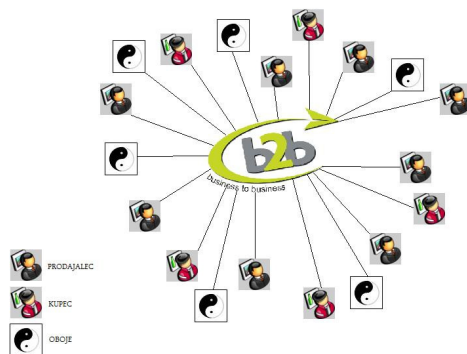 b2b
business to business
PRODAJALEC
KUPEC
OBOJE